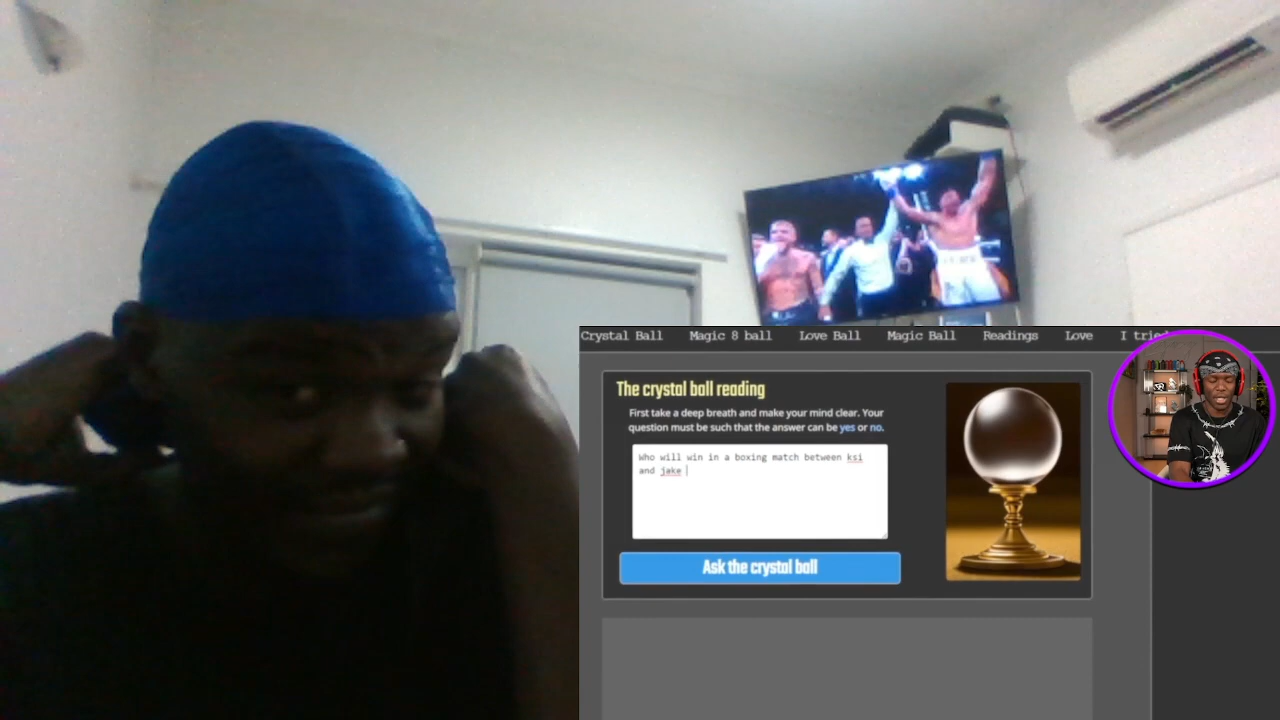 Crystal Ball Magic 8 ball Love Ball Magic Ball Readings Love I tried
The crystal ball reading
First take a deep breath and make your mind clear. Your
question must be such that the answer can be yes or no.
Who will win in a boxing match between ksi
and jake
Ask the crystal ball